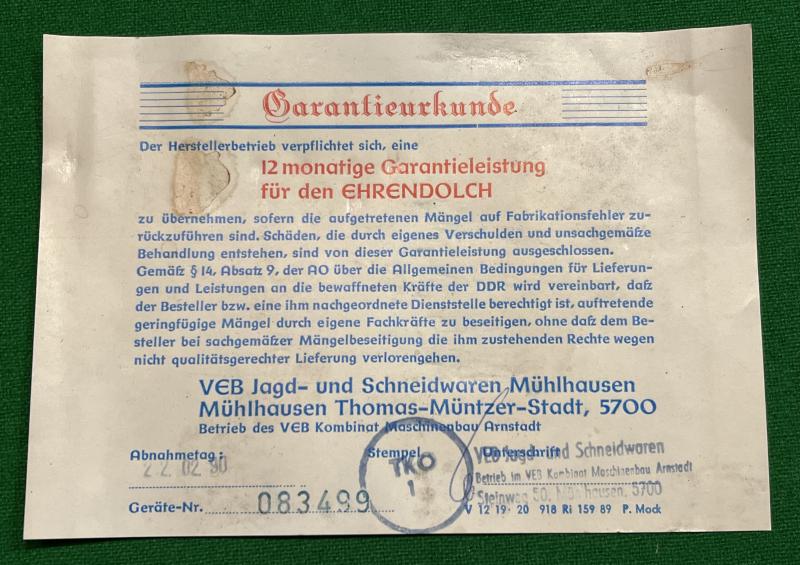 Garantieurkunde
Der Herstellerbetrieb verpflichtet sich, eine
12 monatige Garantieleistung
für den EHRENDOLCH
zu übernehmen, sofern die aufgetretenen Mängel auf Fabrikationsfehler zu-
rückzuführen sind. Schäden, die durch eigenes Verschulden und unsachgemäße
Behandlung entstehen, sind von dieser Garantieleistung ausgeschlossen.
Gemäß § 14, Absatz 9, der AO über die Allgemeinen Bedingungen für Lieferun-
gen und Leistungen an die bewaffneten Kräfte der DDR wird vereinbart, daß
der Besteller bzw. eine ihm nachgeordnete Dienststelle berechtigt ist, auftretende
geringfügige Mängel durch eigene Fachkräfte zu beseitigen, ohne daß dem Be-
steller bei sachgemäßer Mängelbeseitigung die ihm zustehenden Rechte wegen
nicht qualitätsgerechter Lieferung verlorengehen.
VEB Jagd- und Schneidwaren Mühlhausen
Mühlhausen Thomas-Müntzer-Stadt, 5700
Betrieb des VEB Kombinat Maschinenbau Arnstadt
Abnahmetag: Stempel Unterschrift
22. 02. 90
TKO
1
VEB Jagd- und Schneidwaren
Betrieb im VEB Kombinat Maschinenbau Arnstadt
Steinweg 50, Mühlhausen, 5700
Geräte-Nr. 083499
V 12 19 20 918 Ri 159 89 P. Mock